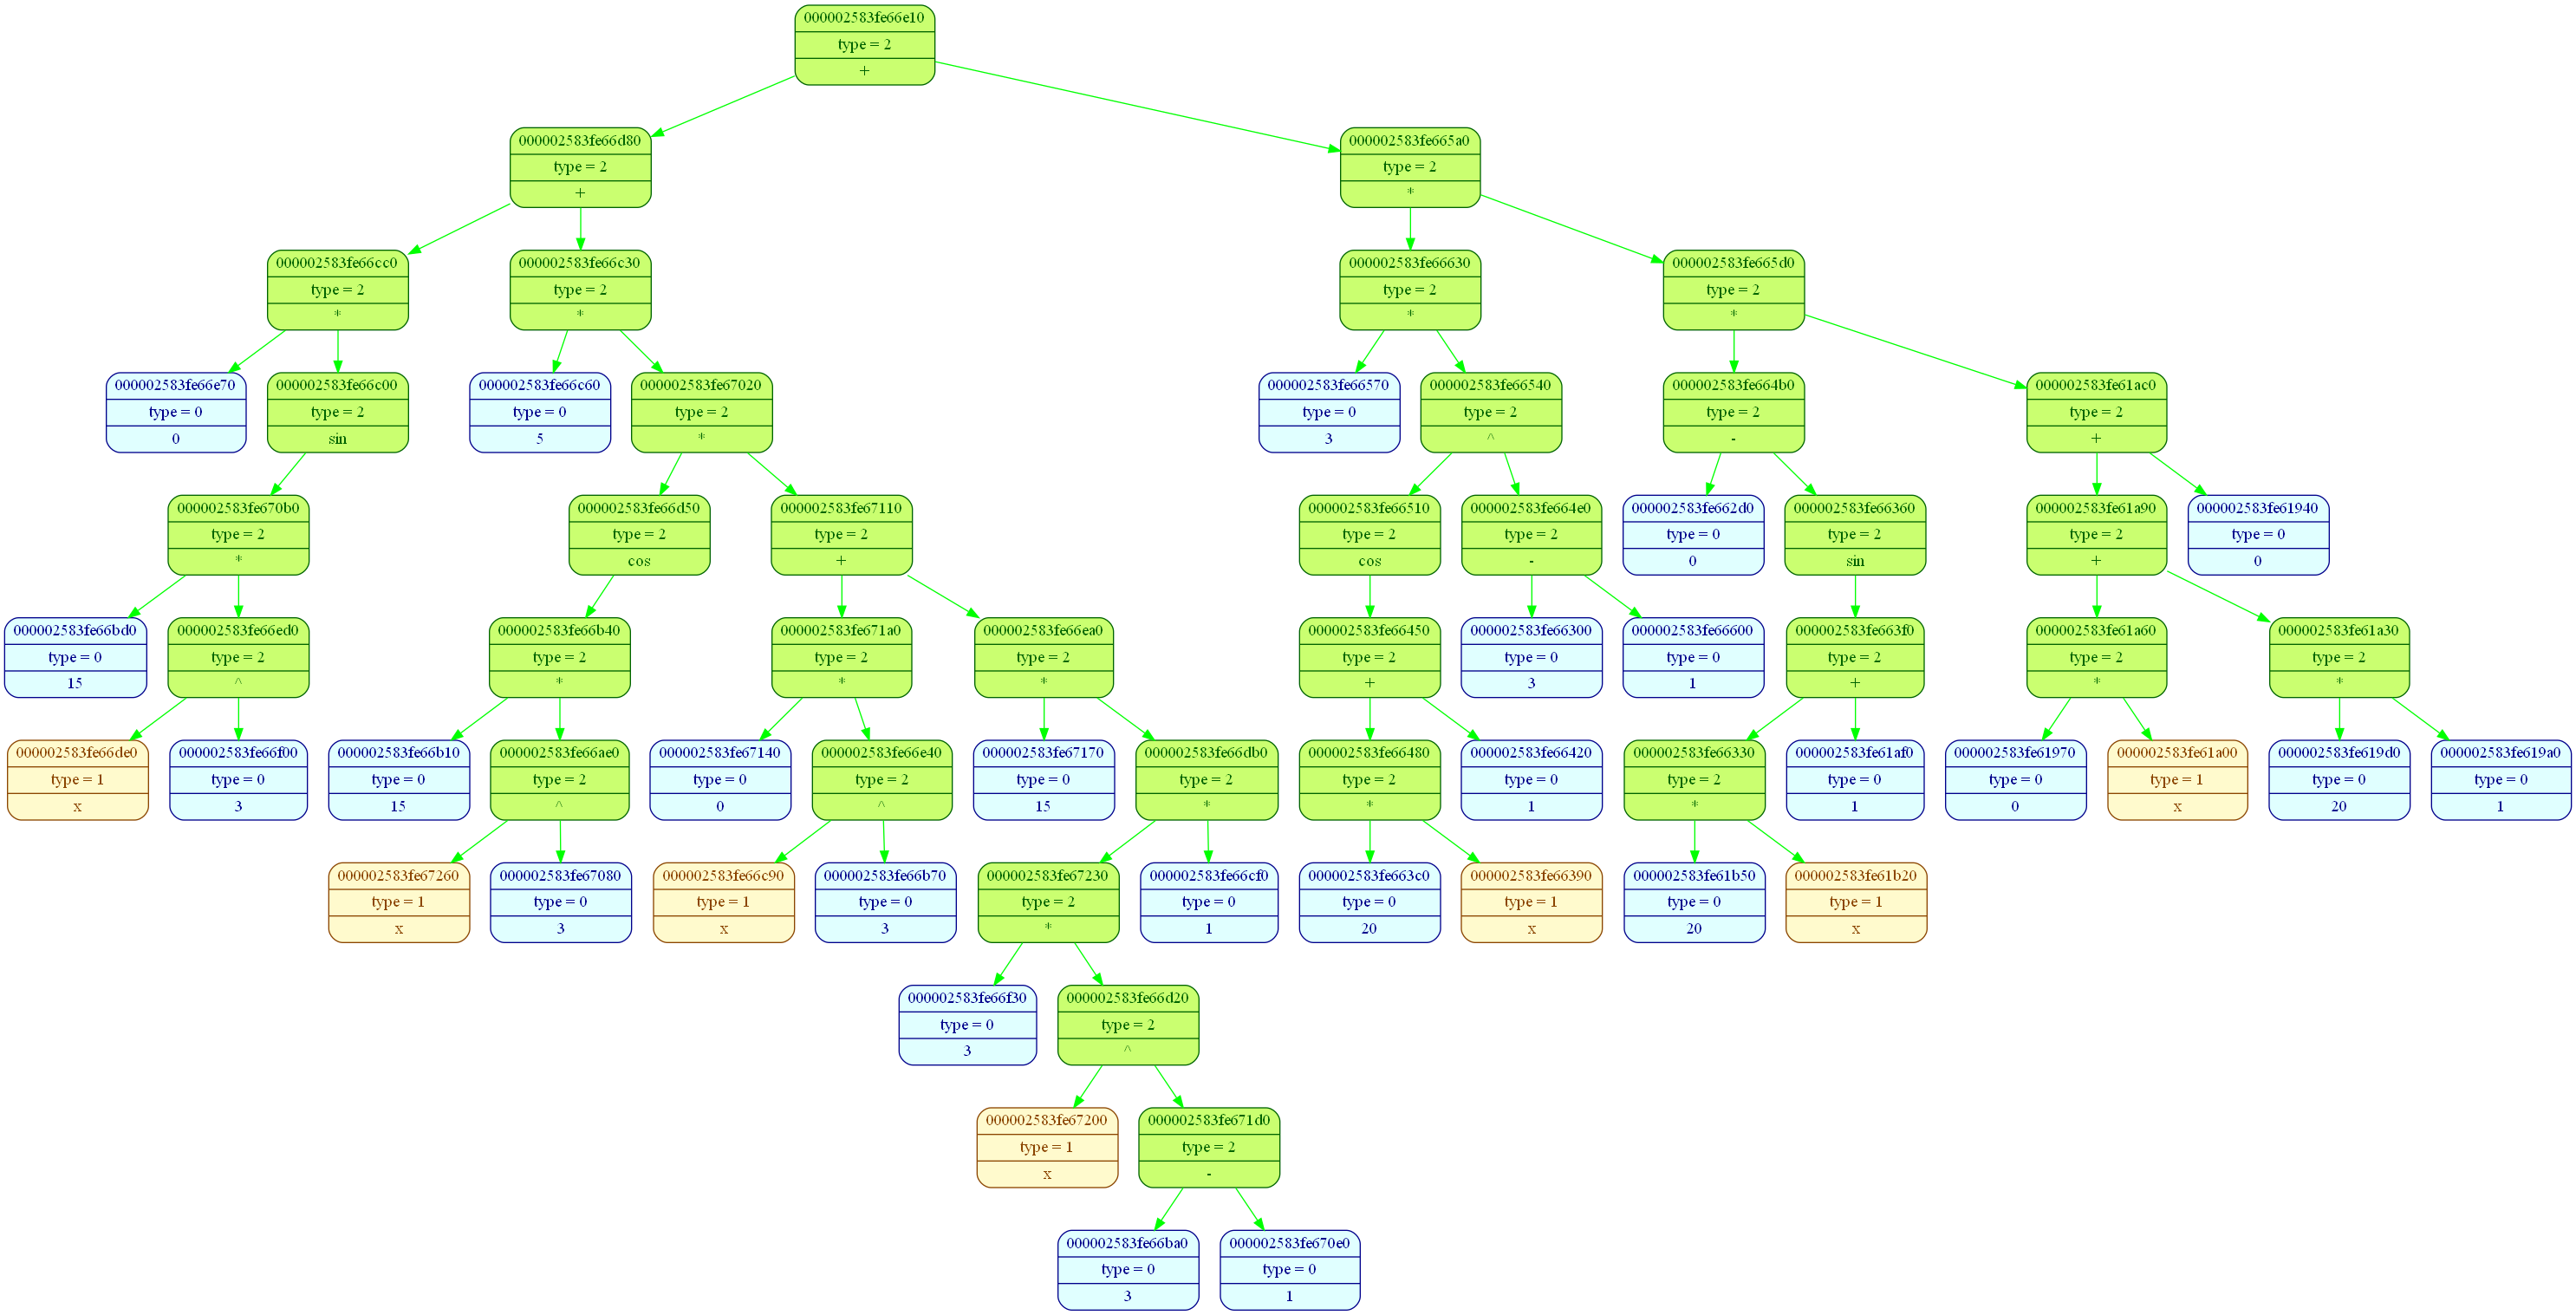 000002583fe66e10
type = 2
+
000002583fe66d80
type = 2
+
000002583fe665a0
type = 2
*
000002583fe66cc0
type = 2
*
000002583fe66c30
type = 2
*
000002583fe66630
type = 2
*
000002583fe665d0
type = 2
*
000002583fe66e70
type = 0
0
000002583fe66c00
type = 2
sin
000002583fe66c60
type = 0
5
000002583fe67020
type = 2
*
000002583fe66570
type = 0
3
000002583fe66540
type = 2
^
000002583fe664b0
type = 2
-
000002583fe61ac0
type = 2
+
000002583fe670b0
type = 2
*
000002583fe66d50
type = 2
cos
000002583fe67110
type = 2
+
000002583fe66510
type = 2
cos
000002583fe664e0
type = 2
-
000002583fe662d0
type = 0
0
000002583fe66360
type = 2
sin
000002583fe61a90
type = 2
+
000002583fe61940
type = 0
0
000002583fe66bd0
type = 0
15
000002583fe66ed0
type = 2
^
000002583fe66b40
type = 2
*
000002583fe671a0
type = 2
*
000002583fe66ea0
type = 2
*
000002583fe66450
type = 2
+
000002583fe66300
type = 0
3
000002583fe66600
type = 0
1
000002583fe663f0
type = 2
+
000002583fe61a60
type = 2
*
000002583fe61a30
type = 2
*
000002583fe66de0
type = 1
x
000002583fe66f00
type = 0
3
000002583fe66b10
type = 0
15
000002583fe66ae0
type = 2
^
000002583fe67140
type = 0
0
000002583fe66e40
type = 2
^
000002583fe67170
type = 0
15
000002583fe66db0
type = 2
*
000002583fe66480
type = 2
*
000002583fe66420
type = 0
1
000002583fe66330
type = 2
*
000002583fe61af0
type = 0
1
000002583fe61970
type = 0
0
000002583fe61a00
type = 1
x
000002583fe619d0
type = 0
20
000002583fe619a0
type = 0
1
000002583fe67260
type = 1
x
000002583fe67080
type = 0
3
000002583fe66c90
type = 1
x
000002583fe66b70
type = 0
3
000002583fe67230
type = 2
*
000002583fe66cf0
type = 0
1
000002583fe663c0
type = 0
20
000002583fe66390
type = 1
x
000002583fe61b50
type = 0
20
000002583fe61b20
type = 1
x
000002583fe66f30
type = 0
3
000002583fe66d20
type = 2
^
000002583fe67200
type = 1
x
000002583fe671d0
type = 2
-
000002583fe66ba0
type = 0
3
000002583fe670e0
type = 0
1